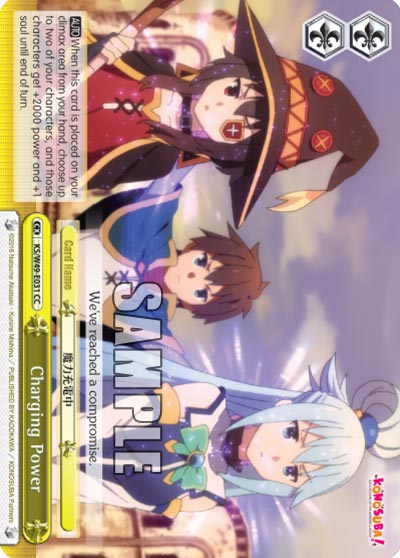 KONOSUBA!
SAMPLE
We've reached a compromise.
AUTO When this card is placed on your
climax area from your hand, choose up
to two of your characters, and those
characters get +2000 power and +1
soul until end of turn.
CX KS/W49-E031 CC
Card Name
魔力充電中
Charging Power
©2016 Natsume Akatsuki・Kurone Mishima / PUBLISHED BY KADOKAWA / KONOSUBA Partners